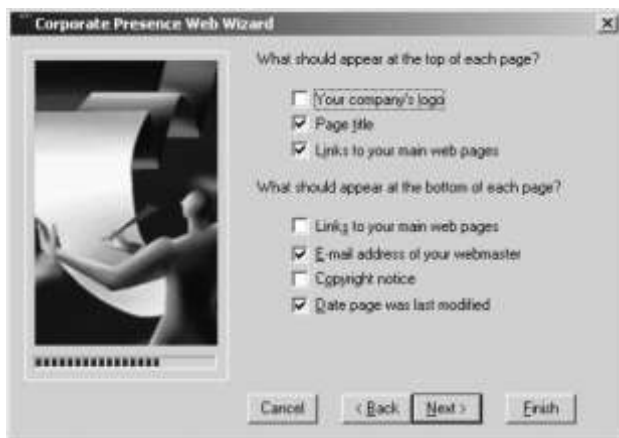 Corporate Presence Web Wizard
What should appear at the top of each page?
Your company's logo
Page title
Links to your main web pages
What should appear at the bottom of each page?
Links to your main web pages
E-mail address of your webmaster
Copyright notice
Date page was last modified
Cancel < Back Next > Finish